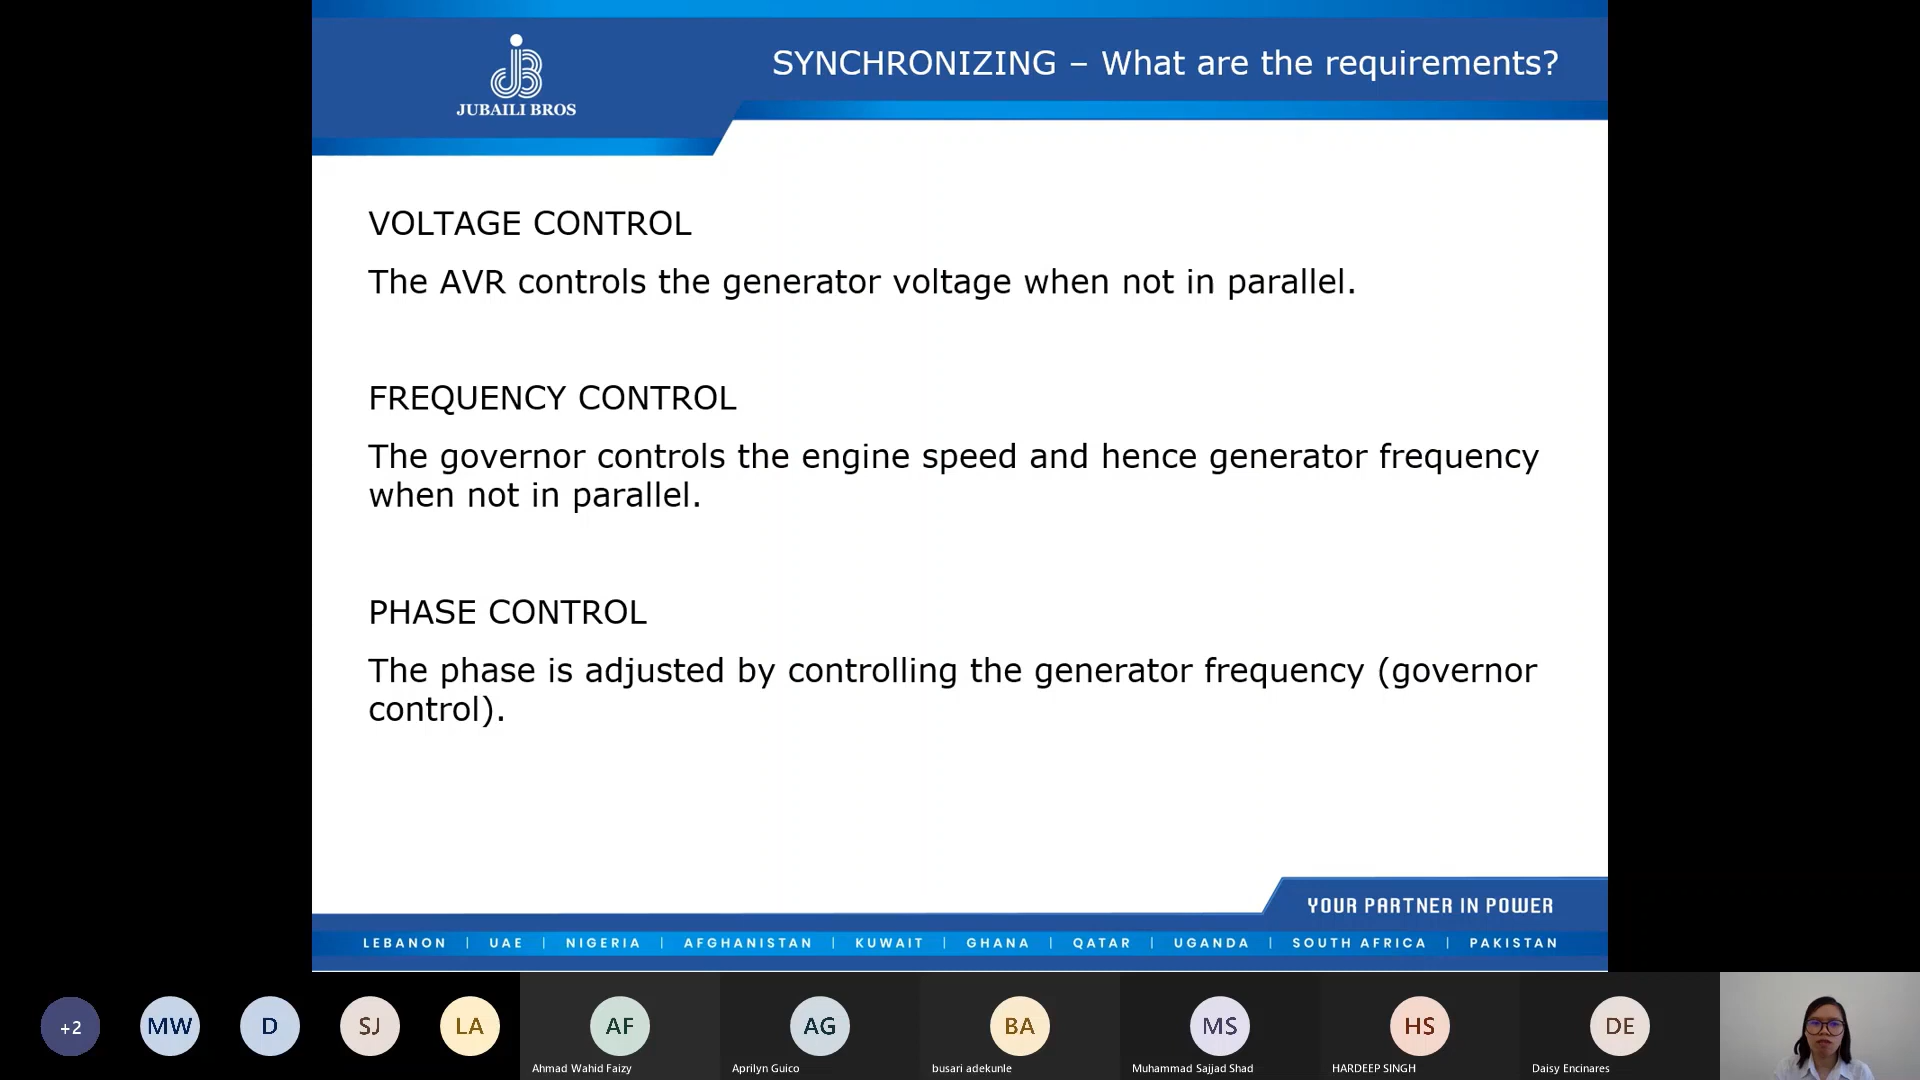 JUBAILI BROS
SYNCHRONIZING – What are the requirements?
VOLTAGE CONTROL
The AVR controls the generator voltage when not in parallel.
FREQUENCY CONTROL
The governor controls the engine speed and hence generator frequency
when not in parallel.
PHASE CONTROL
The phase is adjusted by controlling the generator frequency (governor
control).
YOUR PARTNER IN POWER
LEBANON | UAE | NIGERIA | AFGHANISTAN | KUWAIT | GHANA | QATAR | UGANDA | SOUTH AFRICA | PAKISTAN
+2 MW D SJ LA AF AG BA MS HS DE
Ahmad Wahid Faizy Aprilyn Guico busari adekunle Muhammad Sajjad Shad HARDEEP SINGH Daisy Encinares